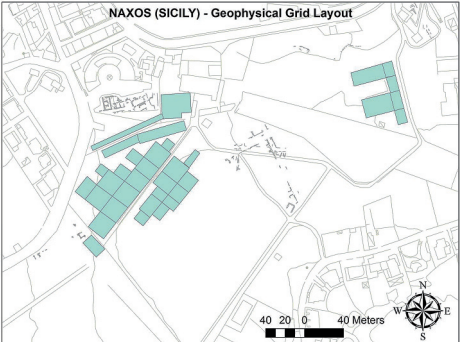 NAXOS (SICILY) - Geophysical Grid Layout
N
W E
S
40 20 0 40 Meters